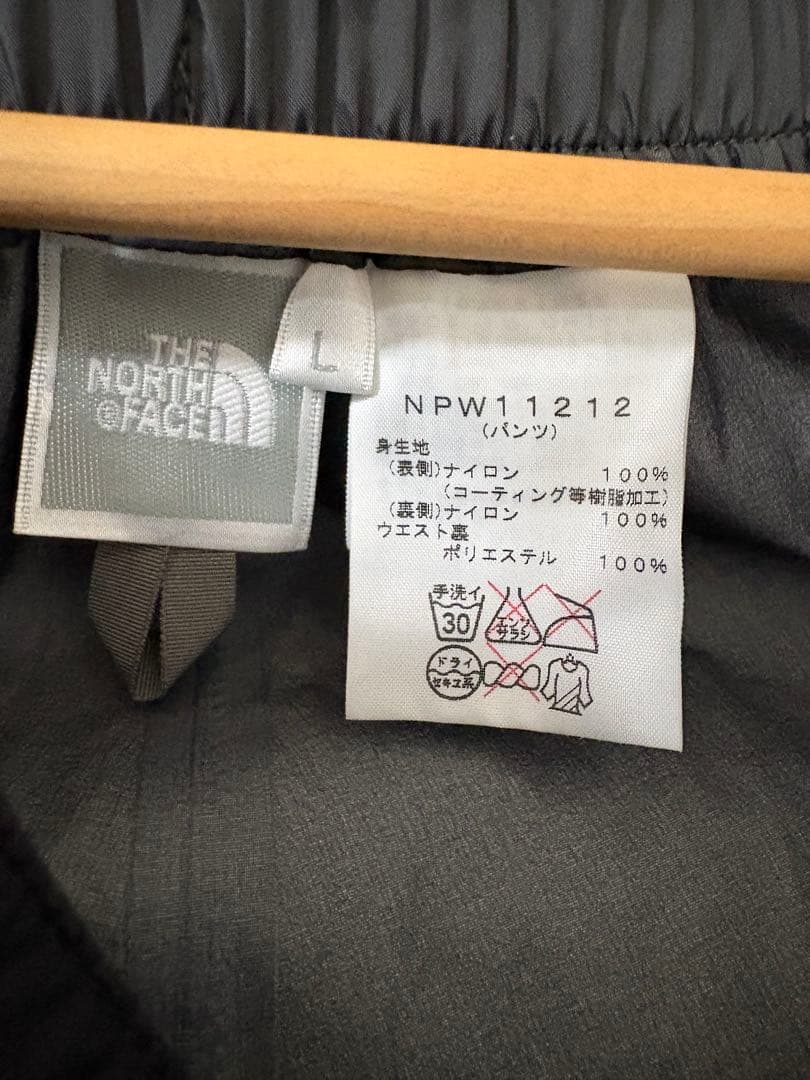 THE
NORTH
FACE
L
NPW11212
(パンツ)
身生地
(表側)ナイロン 100%
(コーティング等樹脂加工)
(裏側)ナイロン 100%
ウエスト裏
ポリエステル 100%
手洗イ
30
エンソ
サラシ
ドライ
セキユ系